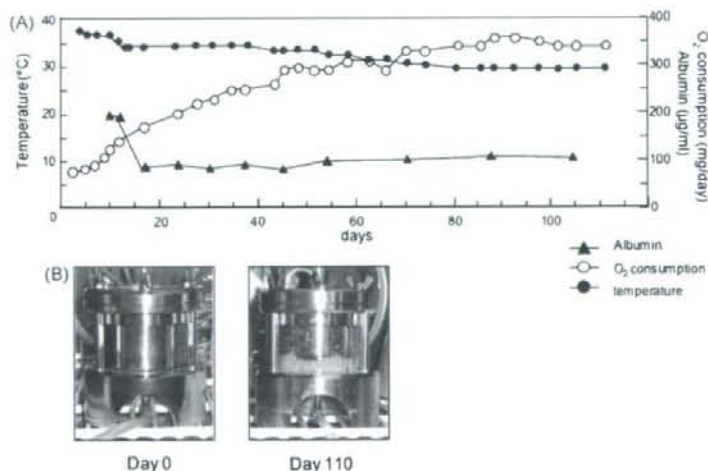 (A)
Temperature (°C)
40
30
20
10
0
0 20 40 60 80 100
days
400
300
200
100
0
O₂ consumption (mg/day)
Albumin (µg/ml)
Albumin
O₂ consumption
temperature
(B)
Day 0
Day 110